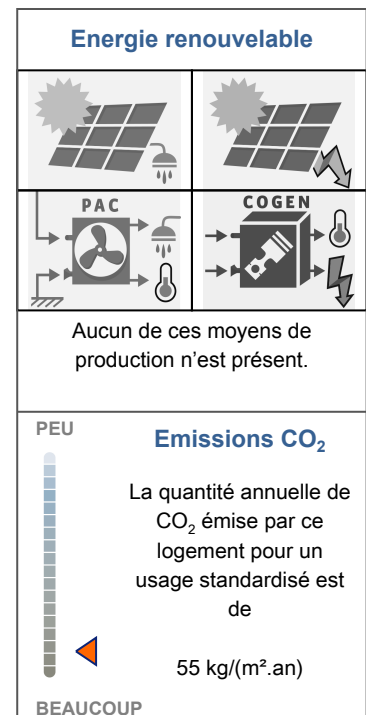 Energie renouvelable
PAC
COGEN
Aucun de ces moyens de
production n’est présent.
PEU
Emissions CO₂
La quantité annuelle de
CO₂ émise par ce
logement pour un
usage standardisé est
de
55 kg/(m².an)
BEAUCOUP